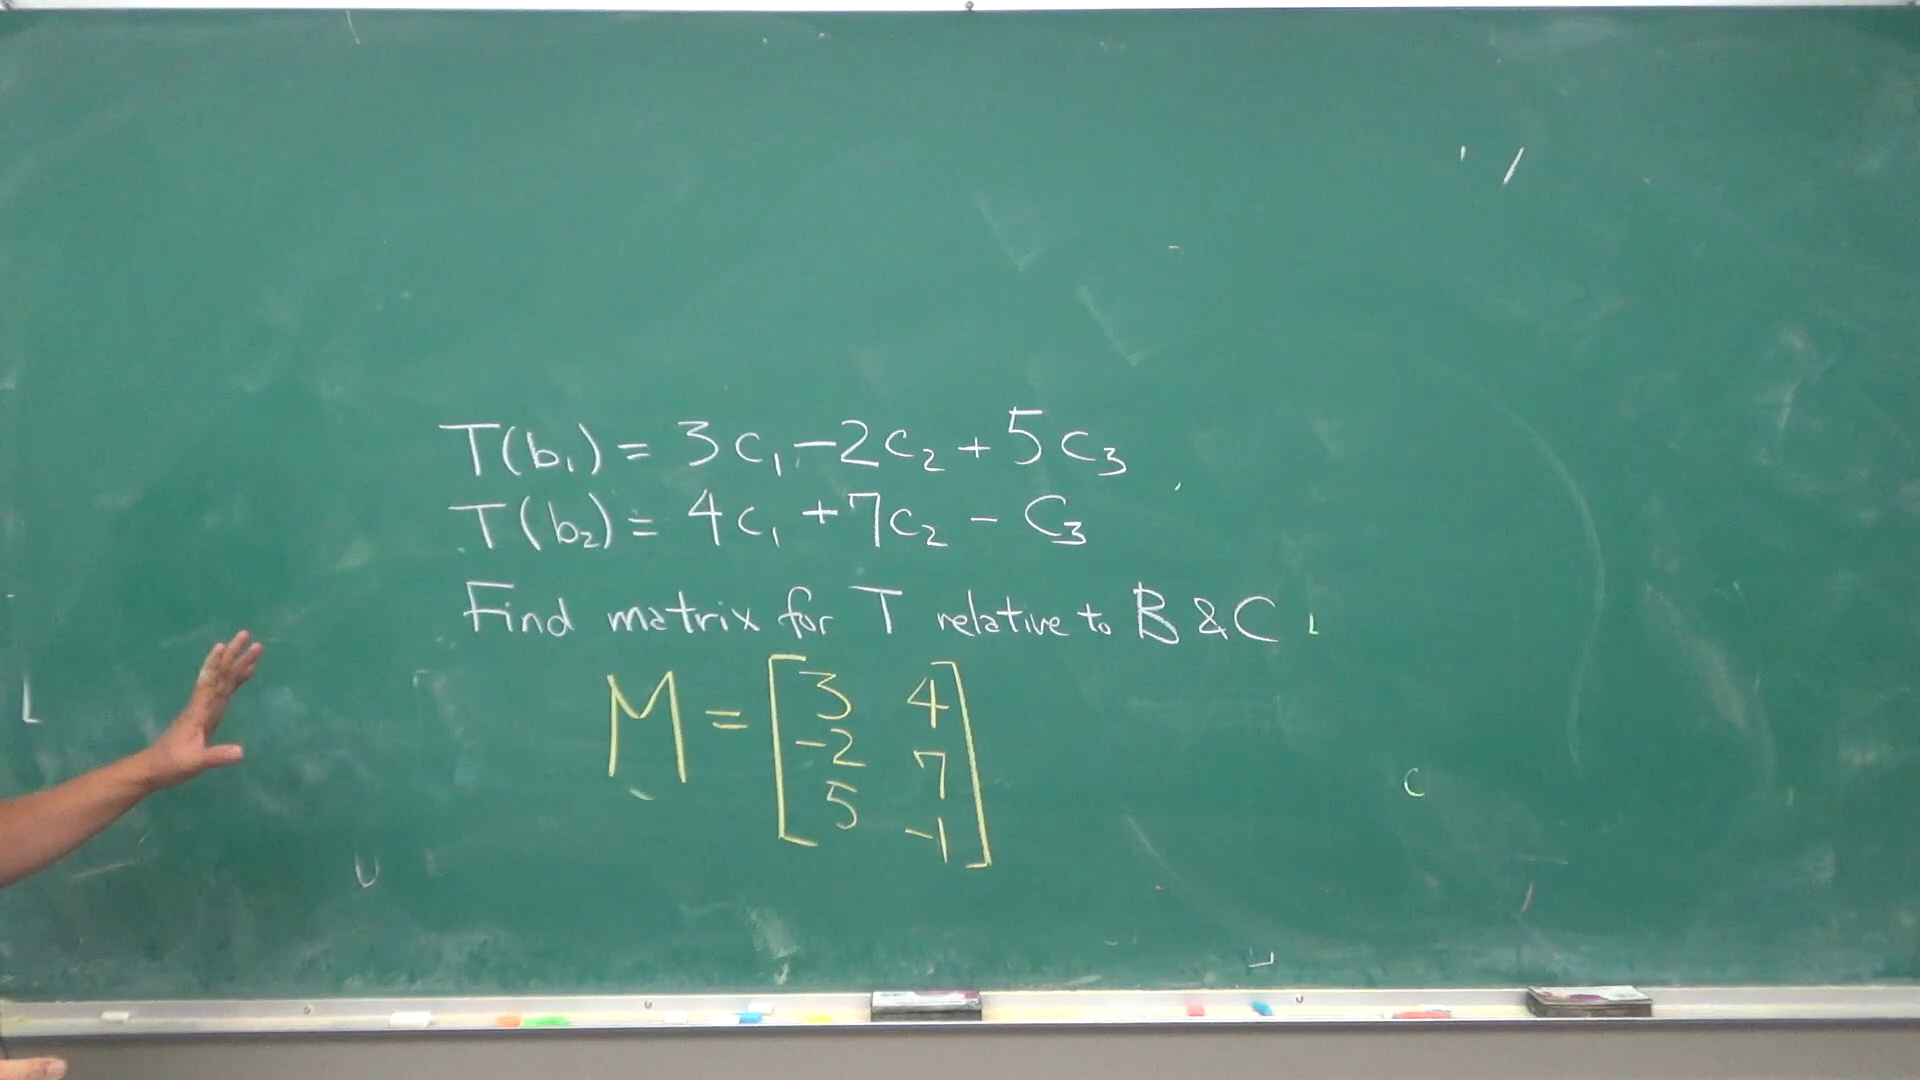 T(b₁) = 3c₁ - 2c₂ + 5c₃
T(b₂) = 4c₁ + 7c₂ - c₃
Find matrix for T relative to B & C
M = [3 4
-2 7
5 -1]